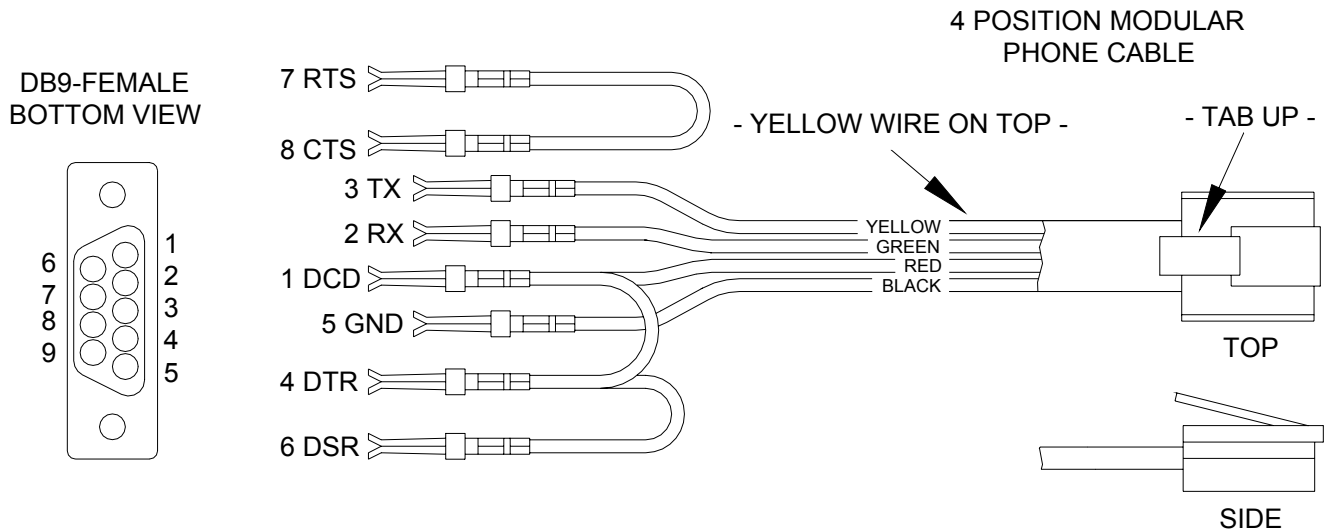 4 POSITION MODULAR
PHONE CABLE
DB9-FEMALE
BOTTOM VIEW
7 RTS
8 CTS
3 TX
2 RX
1 DCD
5 GND
4 DTR
6 DSR
- YELLOW WIRE ON TOP -
- TAB UP -
YELLOW
GREEN
RED
BLACK
6
7
8
9
1
2
3
4
5
TOP
SIDE